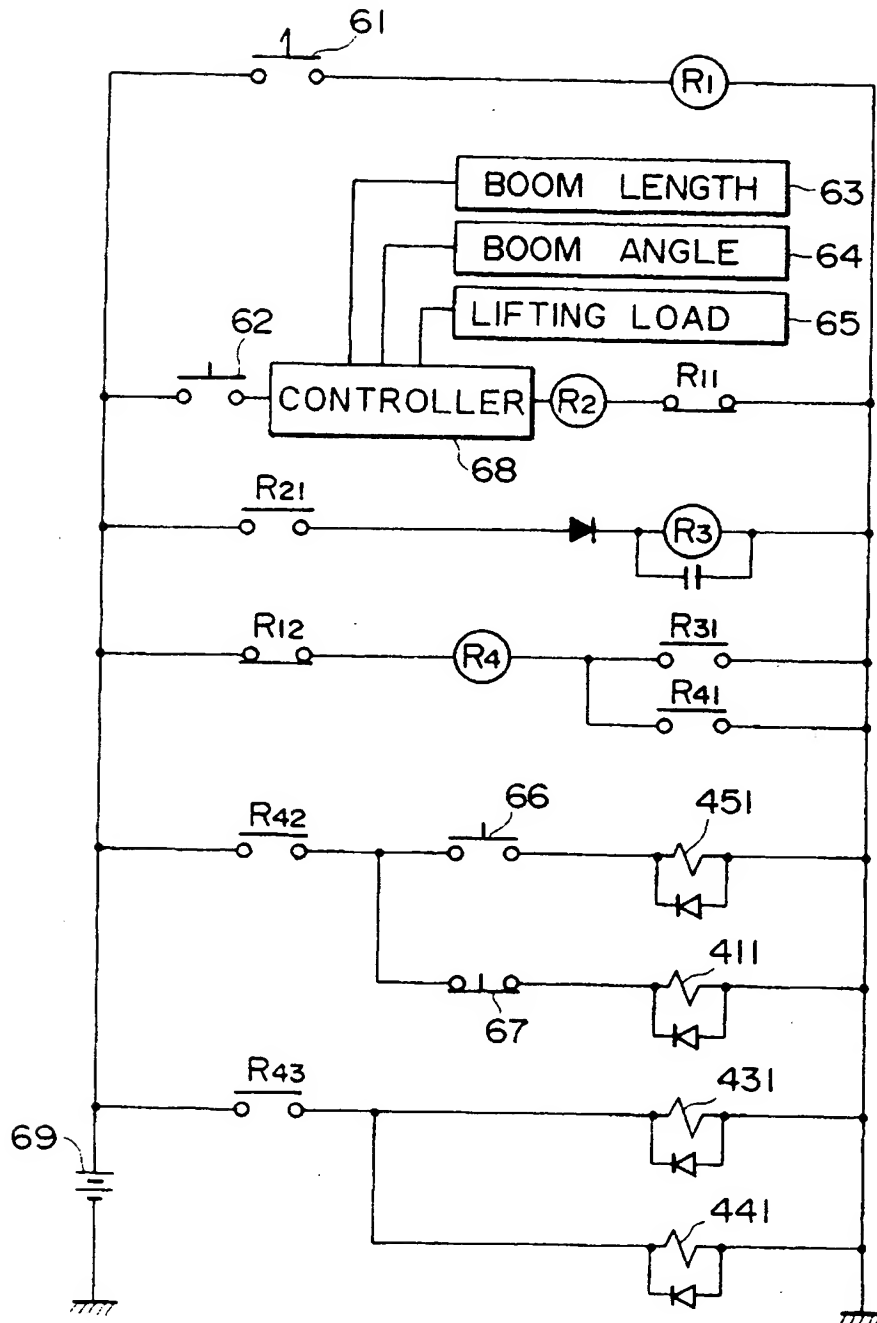 61
R1
BOOM LENGTH 63
BOOM ANGLE 64
LIFTING LOAD 65
62
CONTROLLER R2 R11
68
R21
R3
R12 R4 R31
R41
R42 66 451
67 411
R43 431
69
441